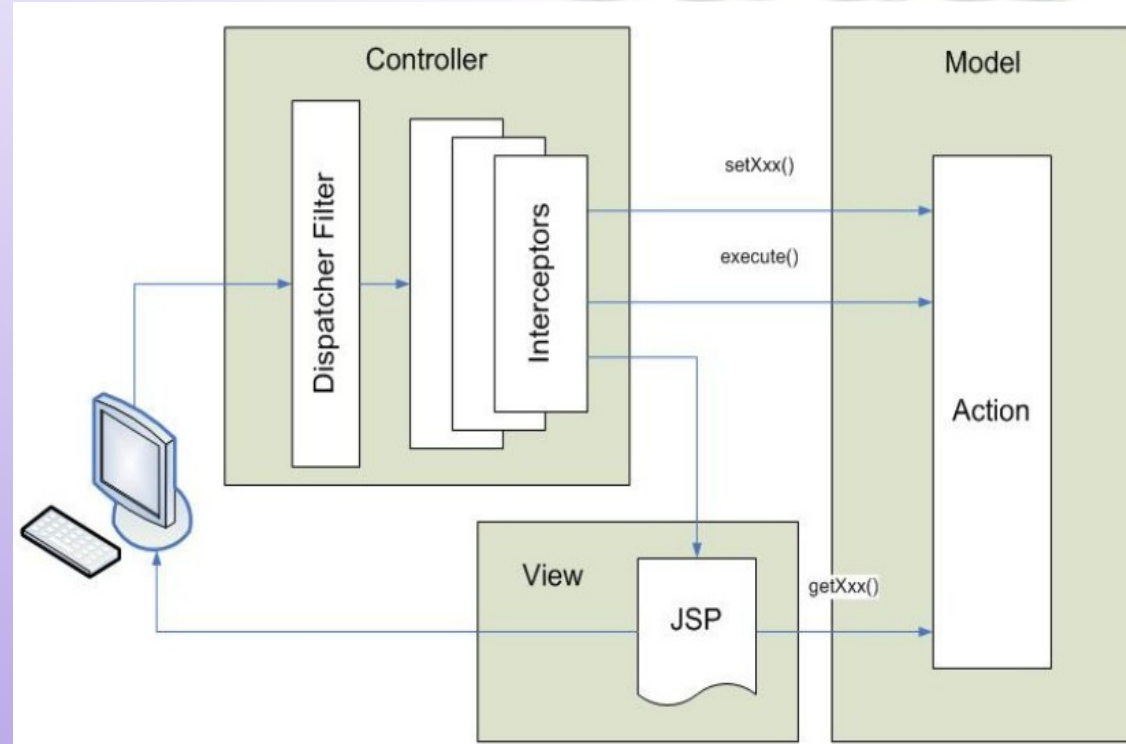 Controller
Model
Dispatcher Filter
Interceptors
setXxx()
execute()
Action
View
JSP
getXxx()